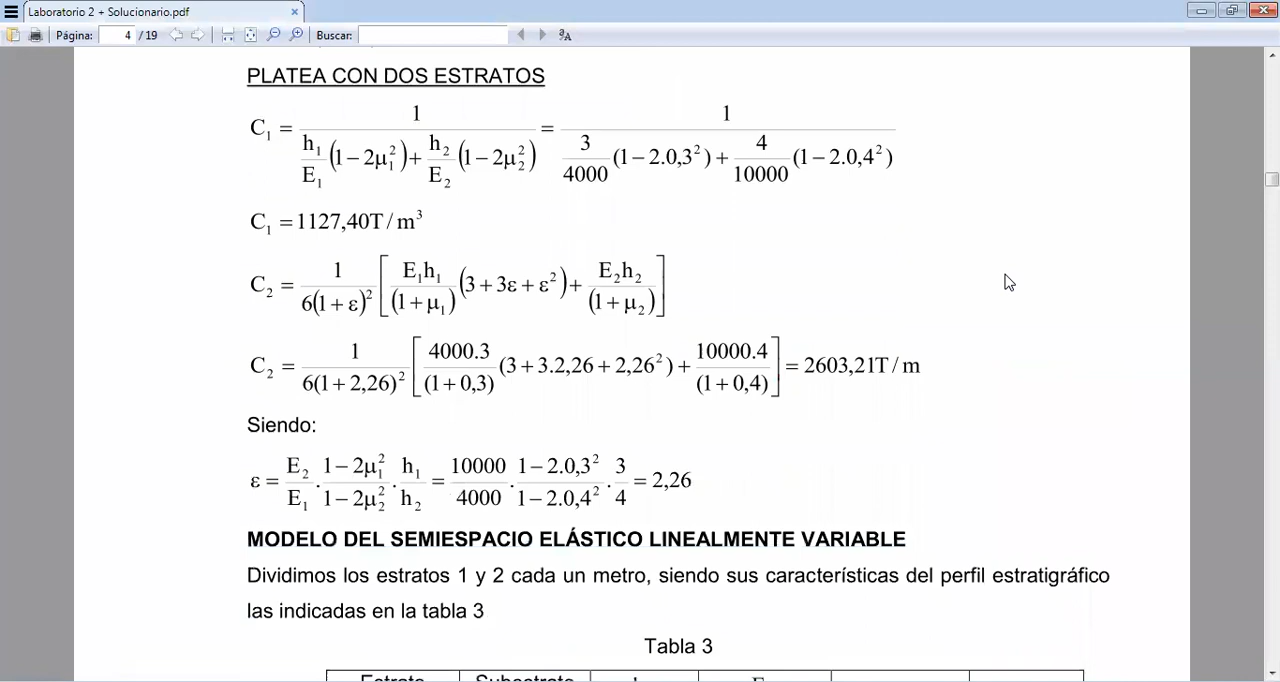 Laboratorio 2 + Solucionario.pdf
Página: 4 / 19 Buscar:
PLATEA CON DOS ESTRATOS
C₁ = 1 / (h₁/E₁ (1 − 2μ₁²) + h₂/E₂ (1 − 2μ₂²)) = 1 / (3/4000 (1 − 2.0,3²) + 4/10000 (1 − 2.0,4²))
C₁ = 1127,40T / m³
C₂ = 1 / 6(1 + ε)² [E₁h₁ / (1 + μ₁) (3 + 3ε + ε²) + E₂h₂ / (1 + μ₂)]
C₂ = 1 / 6(1 + 2,26)² [4000.3 / (1 + 0,3) (3 + 3.2,26 + 2,26²) + 10000.4 / (1 + 0,4)] = 2603,21T / m
Siendo:
ε = E₂/E₁ . (1 − 2μ₁²)/(1 − 2μ₂²) . h₁/h₂ = 10000/4000 . (1 − 2.0,3²)/(1 − 2.0,4²) . 3/4 = 2,26
MODELO DEL SEMIESPACIO ELÁSTICO LINEALMENTE VARIABLE
Dividimos los estratos 1 y 2 cada un metro, siendo sus características del perfil estratigráfico
las indicadas en la tabla 3
Tabla 3
Estrato Subestrato